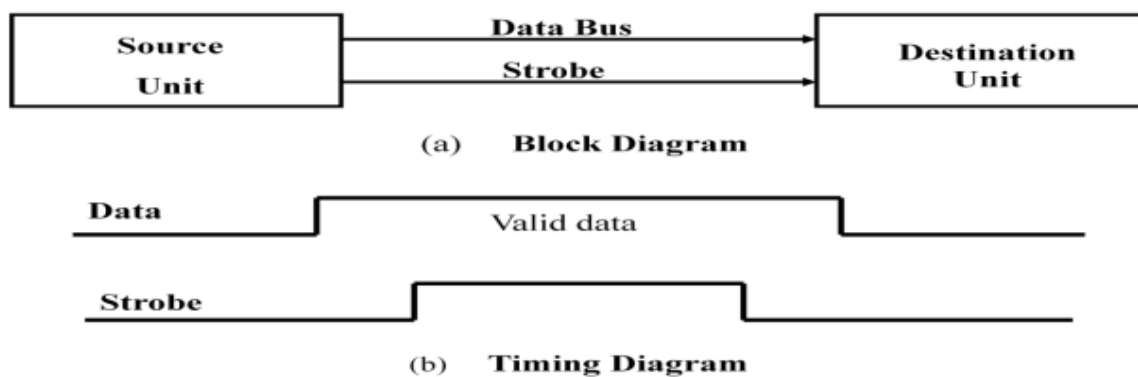 Source
Unit
Data Bus
Strobe
Destination
Unit
(a) Block Diagram
Data
Valid data
Strobe
(b) Timing Diagram